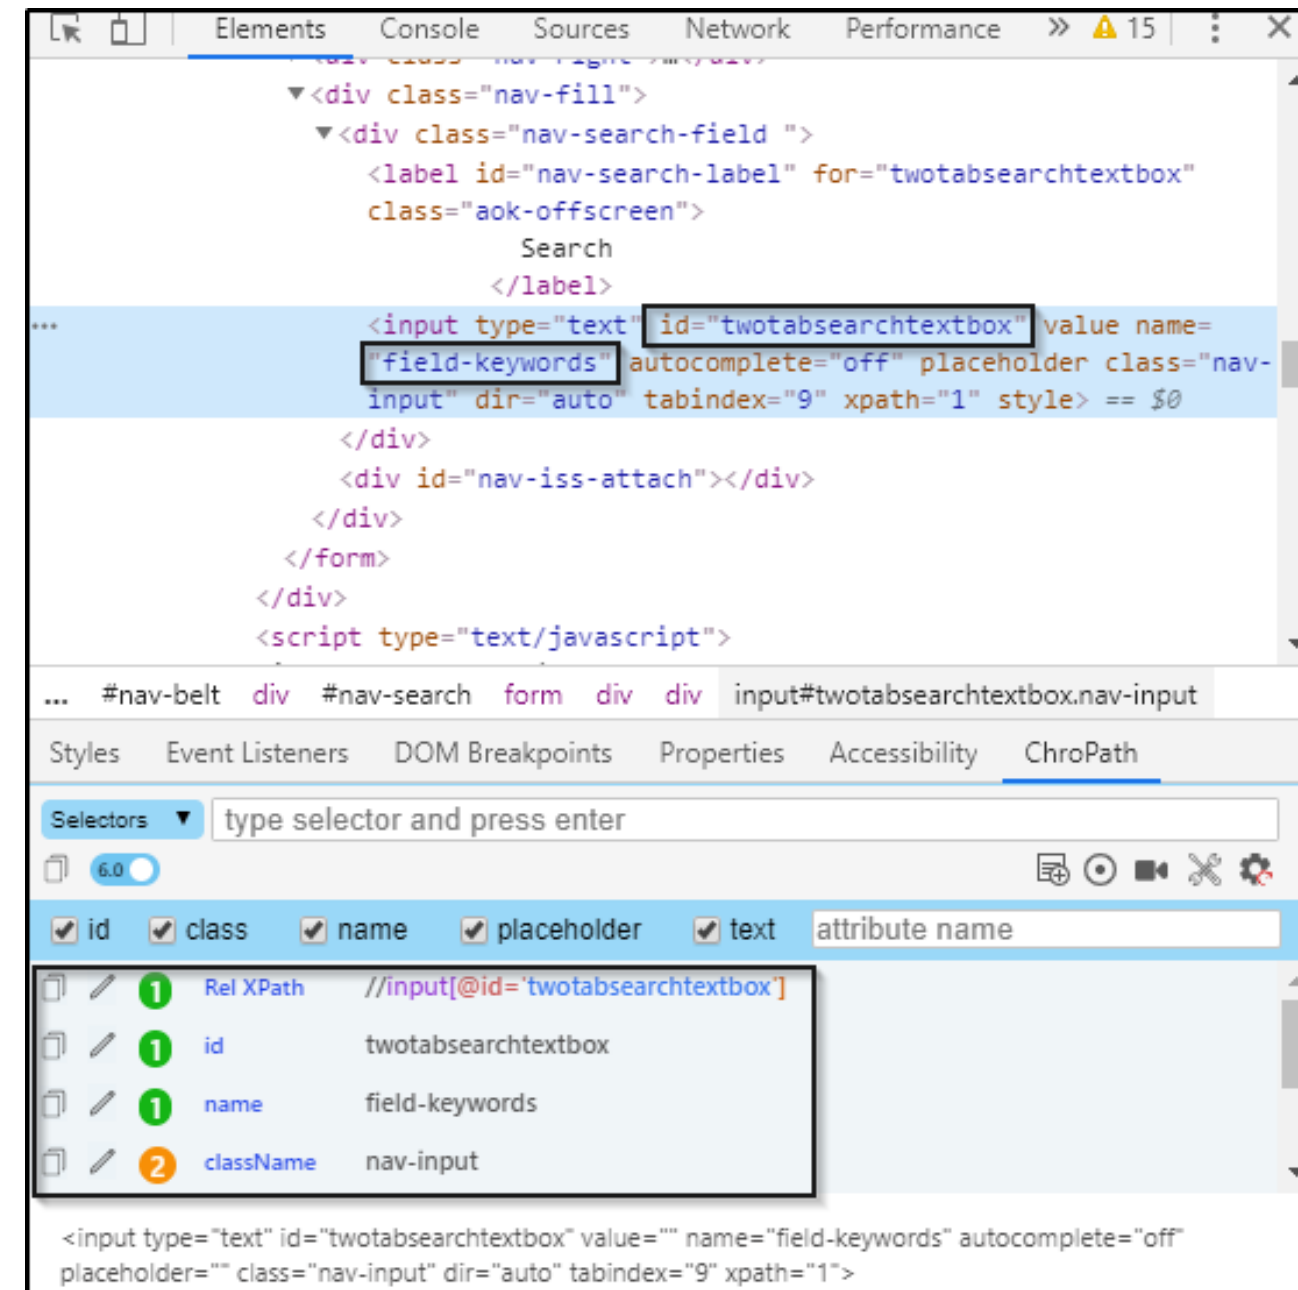 Elements Console Sources Network Performance » 15
<div class="nav-right">…</div>
▼<div class="nav-fill">
▼<div class="nav-search-field ">
<label id="nav-search-label" for="twotabsearchtextbox"
class="aok-offscreen">
Search
</label>
... <input type="text" id="twotabsearchtextbox" value name=
"field-keywords" autocomplete="off" placeholder class="nav-
input" dir="auto" tabindex="9" xpath="1" style> == $0
</div>
<div id="nav-iss-attach"></div>
</div>
</form>
</div>
<script type="text/javascript">
... #nav-belt div #nav-search form div div input#twotabsearchtextbox.nav-input
Styles Event Listeners DOM Breakpoints Properties Accessibility ChroPath
Selectors ▼ type selector and press enter
6.0
id class name placeholder text attribute name
1 Rel XPath //input[@id='twotabsearchtextbox']
1 id twotabsearchtextbox
1 name field-keywords
2 className nav-input
<input type="text" id="twotabsearchtextbox" value="" name="field-keywords" autocomplete="off"
placeholder="" class="nav-input" dir="auto" tabindex="9" xpath="1">